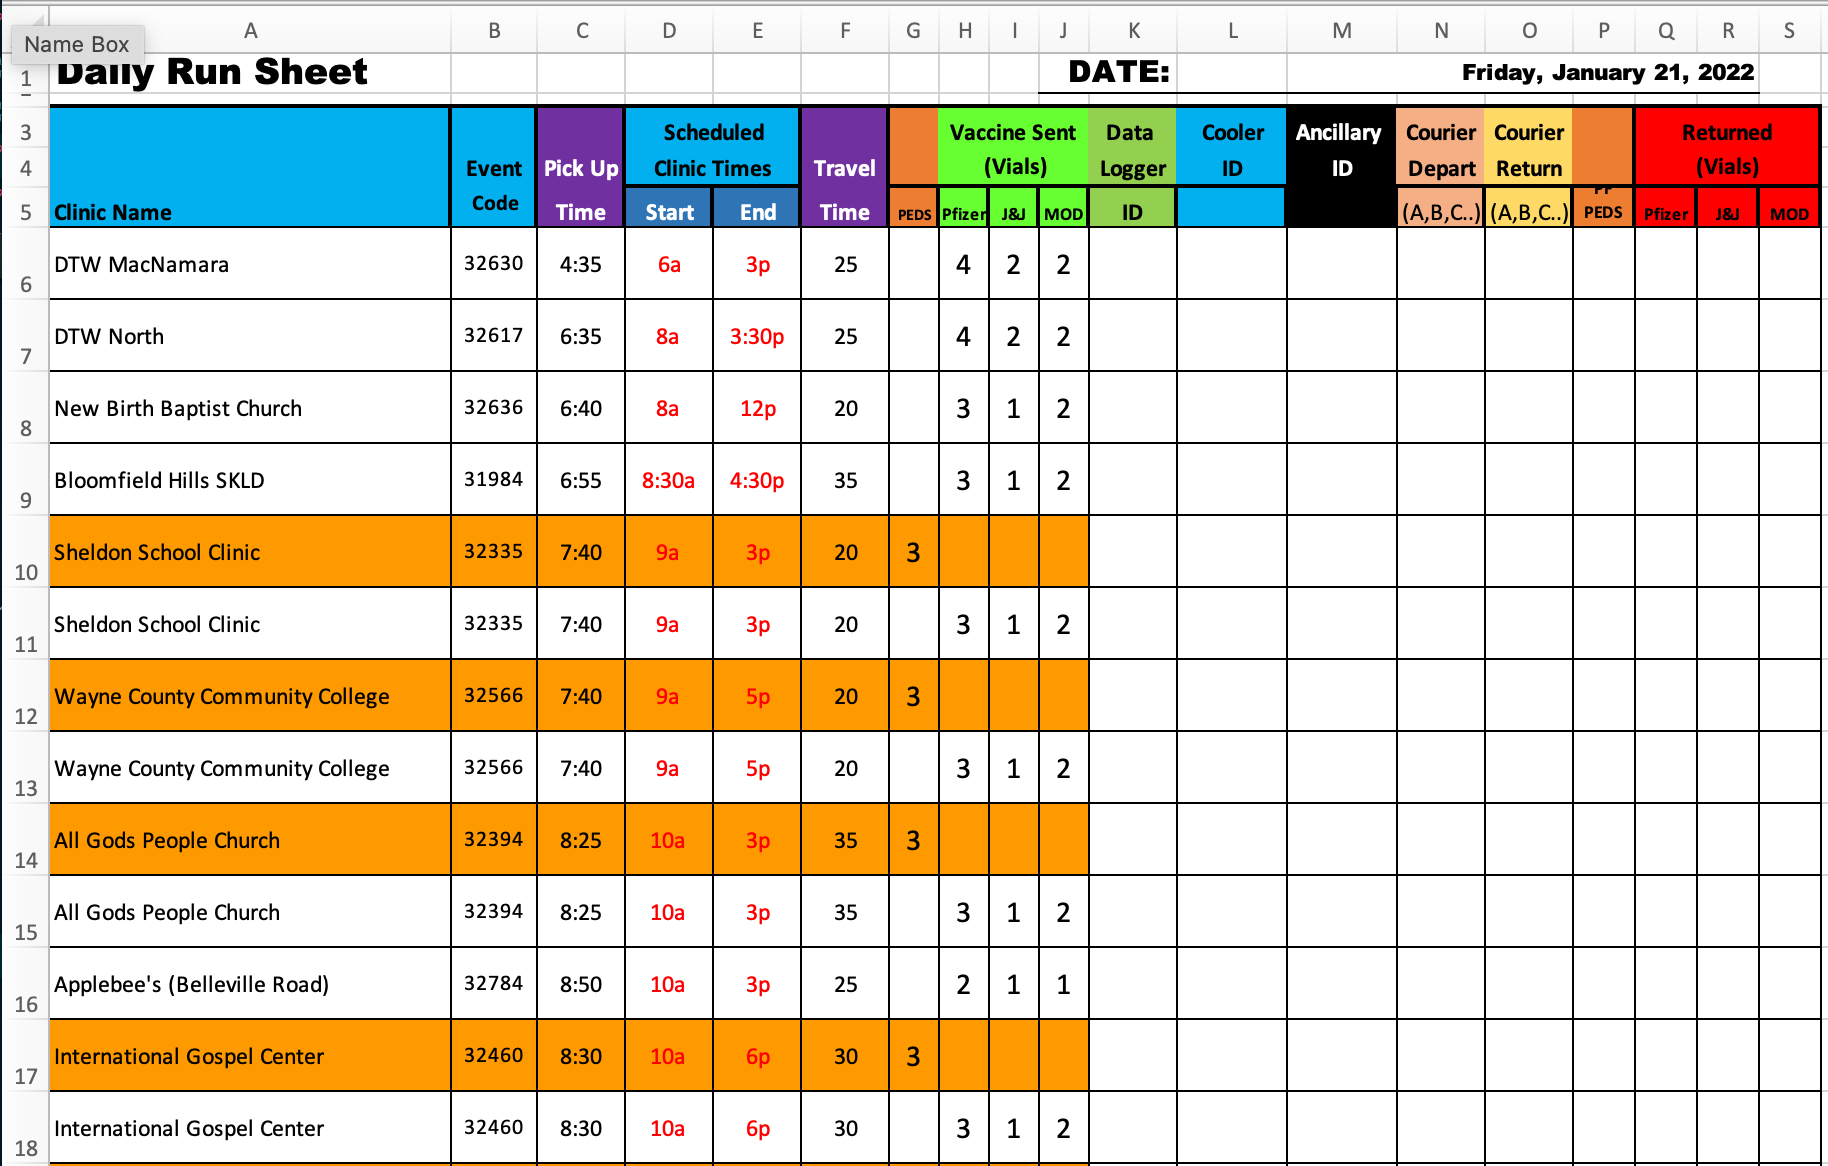 A B C D E F G H I J K L M N O P Q R S
Name Box
1 Daily Run Sheet DATE: Friday, January 21, 2022
3 Scheduled Vaccine Sent Data Cooler Ancillary Courier Courier Returned
4 Event Pick Up Clinic Times Travel (Vials) Logger ID ID Depart Return (Vials)
Code
5 Clinic Name Time Start End Time PEDS Pfizer J&J MOD ID (A,B,C..) (A,B,C..) PEDS Pfizer J&J MOD
6 DTW MacNamara 32630 4:35 6a 3p 25 4 2 2
7 DTW North 32617 6:35 8a 3:30p 25 4 2 2
8 New Birth Baptist Church 32636 6:40 8a 12p 20 3 1 2
9 Bloomfield Hills SKLD 31984 6:55 8:30a 4:30p 35 3 1 2
10 Sheldon School Clinic 32335 7:40 9a 3p 20 3
11 Sheldon School Clinic 32335 7:40 9a 3p 20 3 1 2
12 Wayne County Community College 32566 7:40 9a 5p 20 3
13 Wayne County Community College 32566 7:40 9a 5p 20 3 1 2
14 All Gods People Church 32394 8:25 10a 3p 35 3
15 All Gods People Church 32394 8:25 10a 3p 35 3 1 2
16 Applebee's (Belleville Road) 32784 8:50 10a 3p 25 2 1 1
17 International Gospel Center 32460 8:30 10a 6p 30 3
18 International Gospel Center 32460 8:30 10a 6p 30 3 1 2